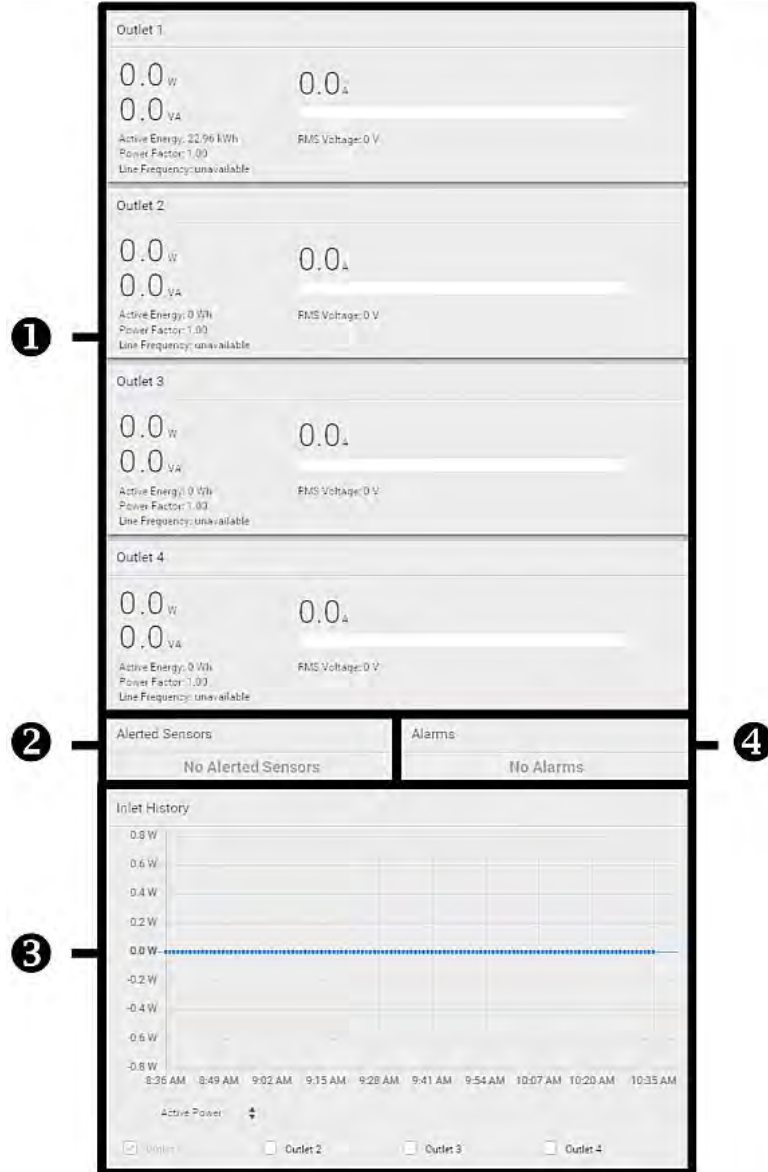 Outlet 1
0.0 W
0.0 VA
0.0 A
Active Energy: 22.96 kWh
RMS Voltage: 0 V
Power Factor: 1.00
Line Frequency: unavailable
Outlet 2
0.0 W
0.0 VA
0.0 A
Active Energy: 0 Wh
RMS Voltage: 0 V
Power Factor: 1.00
Line Frequency: unavailable
1
Outlet 3
0.0 W
0.0 VA
0.0 A
Active Energy: 0 Wh
RMS Voltage: 0 V
Power Factor: 1.00
Line Frequency: unavailable
Outlet 4
0.0 W
0.0 VA
0.0 A
Active Energy: 0 Wh
RMS Voltage: 0 V
Power Factor: 1.00
Line Frequency: unavailable
2
Alerted Sensors
No Alerted Sensors
Alarms
No Alarms
4
Inlet History
0.8 W
0.6 W
0.4 W
0.2 W
3
0.0 W
-0.2 W
-0.4 W
-0.6 W
-0.8 W
8:36 AM 8:49 AM 9:02 AM 9:15 AM 9:28 AM 9:41 AM 9:54 AM 10:07 AM 10:20 AM 10:35 AM
Active Power
Outlet 2 Outlet 3 Outlet 4